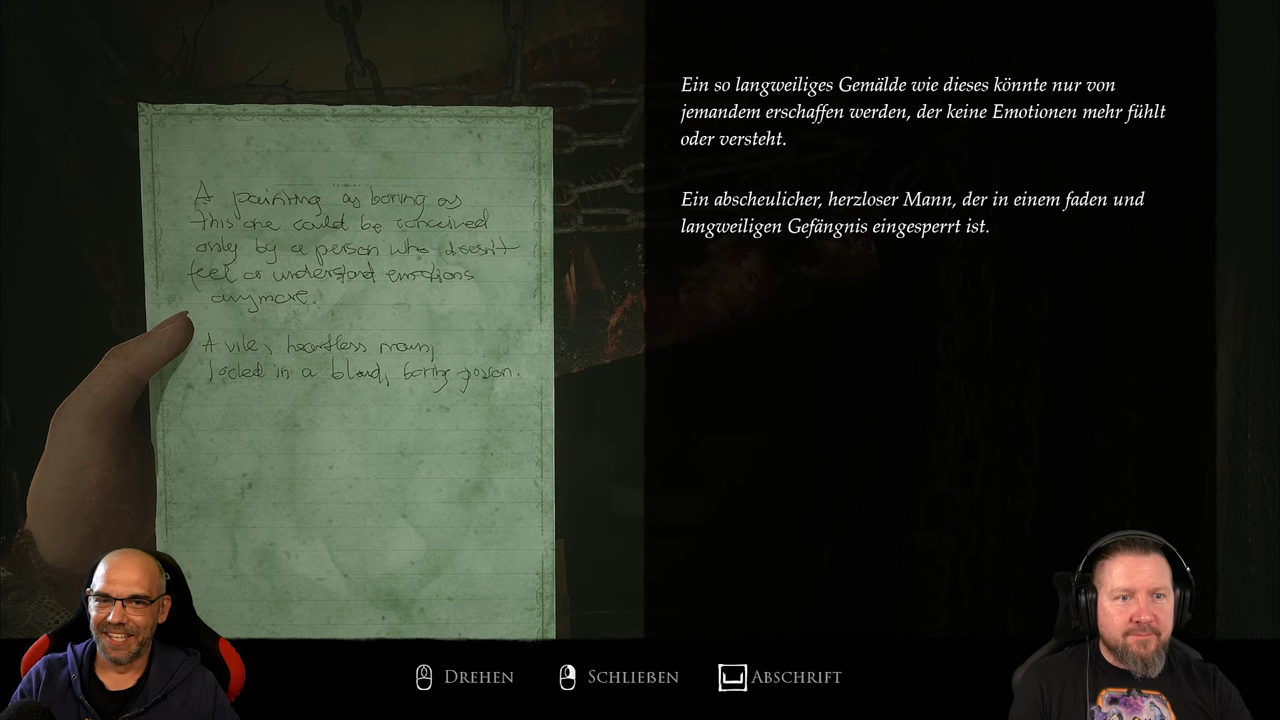 A painting as boring as
this one could be conceived
only by a person who doesn't
feel or understand emotions
anymore.
A vile, heartless man,
locked in a bland, boring prison.
Ein so langweiliges Gemälde wie dieses könnte nur von
jemandem erschaffen werden, der keine Emotionen mehr fühlt
oder versteht.
Ein abscheulicher, herzloser Mann, der in einem faden und
langweiligen Gefängnis eingesperrt ist.
DREHEN
SCHLIEẞEN
ABSCHRIFT